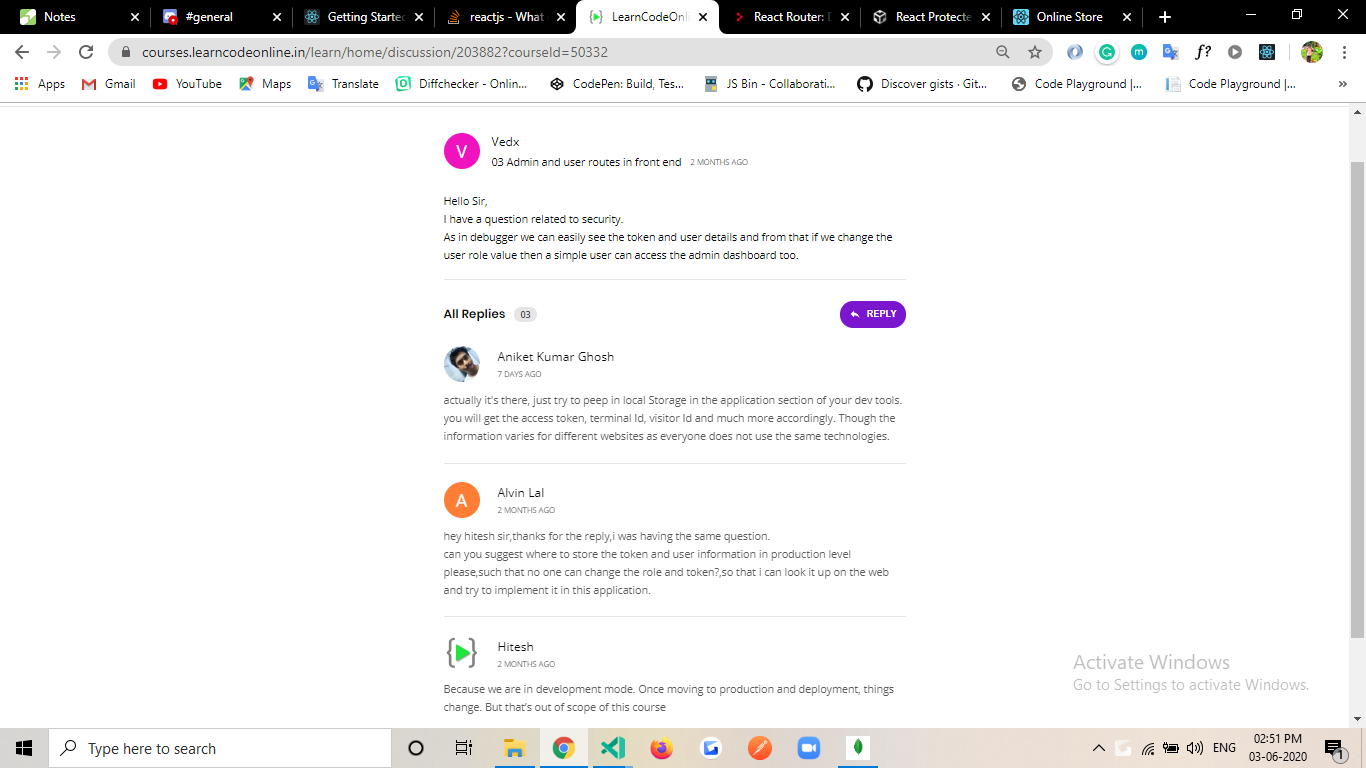 Notes
#general
Getting Starte
reactjs - What
LearnCodeOnl
React Router: D
React Protecte
Online Store
courses.learncodeonline.in/learn/home/discussion/203882?courseId=50332
Apps
Gmail
YouTube
Maps
Translate
Diffchecker - Onlin...
CodePen: Build, Tes...
JS Bin - Collaborati...
Discover gists · Git...
Code Playground |...
Code Playground |...
V
Vedx
03 Admin and user routes in front end 2 MONTHS AGO
Hello Sir,
I have a question related to security.
As in debugger we can easily see the token and user details and from that if we change the
user role value then a simple user can access the admin dashboard too.
All Replies 03
REPLY
Aniket Kumar Ghosh
7 DAYS AGO
actually it's there, just try to peep in local Storage in the application section of your dev tools.
you will get the access token, terminal Id, visitor Id and much more accordingly. Though the
information varies for different websites as everyone does not use the same technologies.
A
Alvin Lal
2 MONTHS AGO
hey hitesh sir,thanks for the reply,i was having the same question.
can you suggest where to store the token and user information in production level
please,such that no one can change the role and token?,so that i can look it up on the web
and try to implement it in this application.
Hitesh
2 MONTHS AGO
Because we are in development mode. Once moving to production and deployment, things
change. But that's out of scope of this course
Activate Windows
Go to Settings to activate Windows.
Type here to search
ENG
02:51 PM
03-06-2020
1